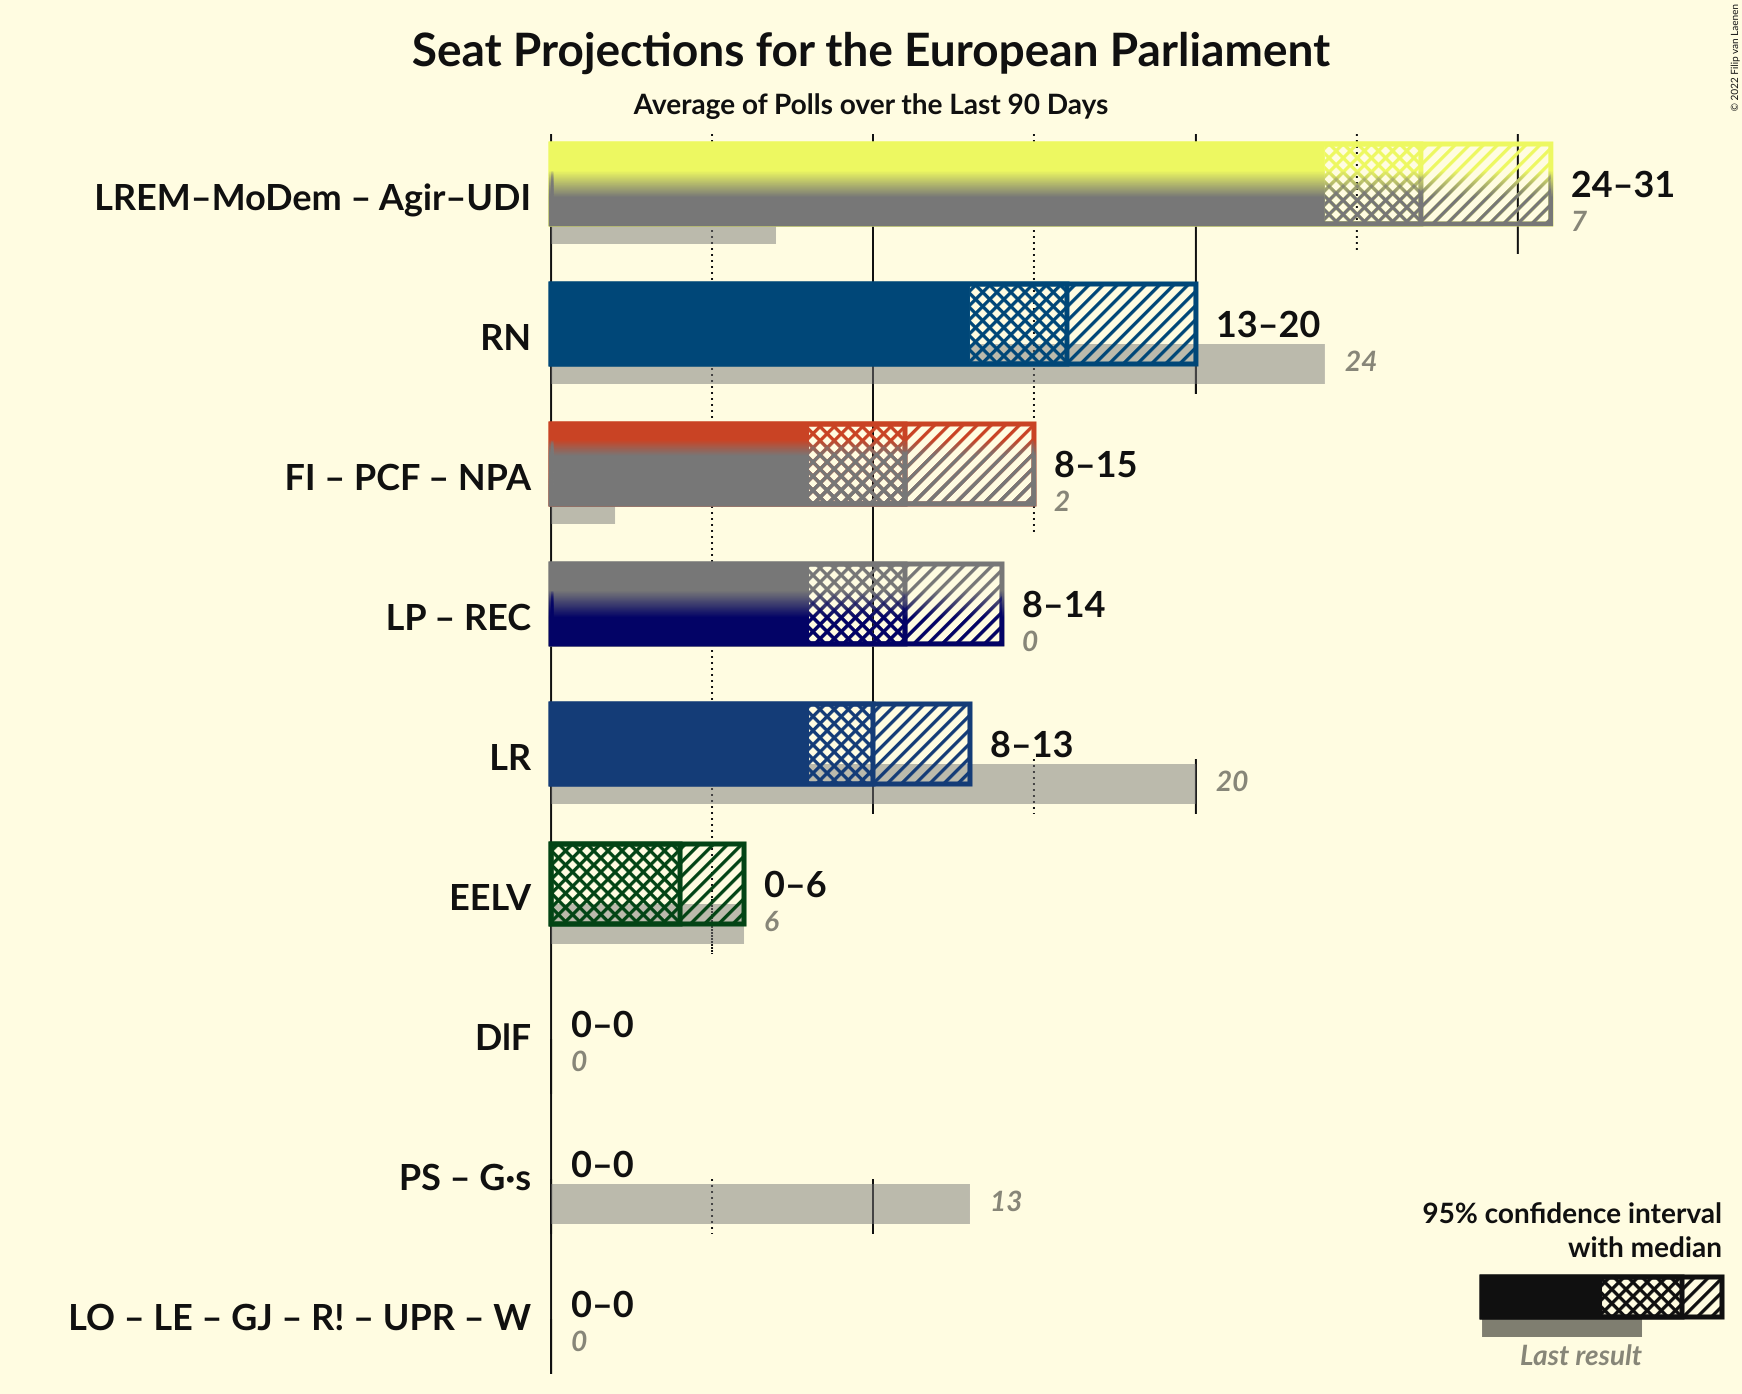 Seat Projections for the European Parliament
Average of Polls over the Last 90 Days
© 2022 Filip van Laenen
LREM–MoDem – Agir–UDI
24–31
7
RN
13–20
24
FI – PCF – NPA
8–15
2
LP – REC
8–14
0
LR
8–13
20
EELV
0–6
6
DlF
0–0
0
PS – G·s
0–0
13
LO – LE – GJ – R! – UPR – W
0–0
0
95% confidence interval
with median
Last result